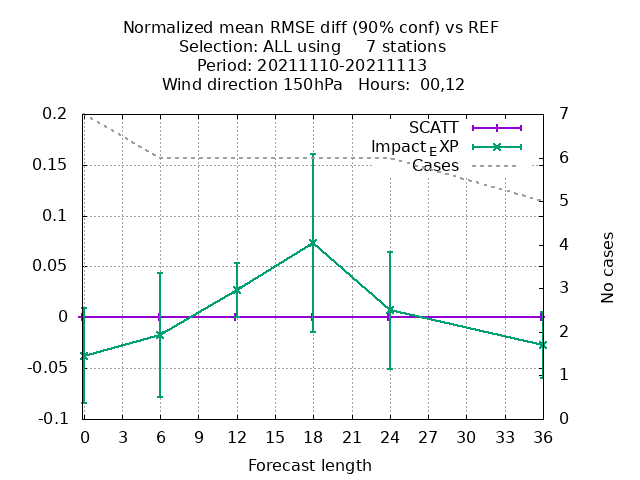 Normalized mean RMSE diff (90% conf) vs REF
Selection: ALL using     7 stations
Period: 20211110-20211113
Wind direction 150hPa   Hours:  00,12
SCATT
Impact_EXP
Cases
0.2
0.15
0.1
0.05
0
-0.05
-0.1
7
6
5
4
3
2
1
0
No cases
0 3 6 9 12 15 18 21 24 27 30 33 36
Forecast length